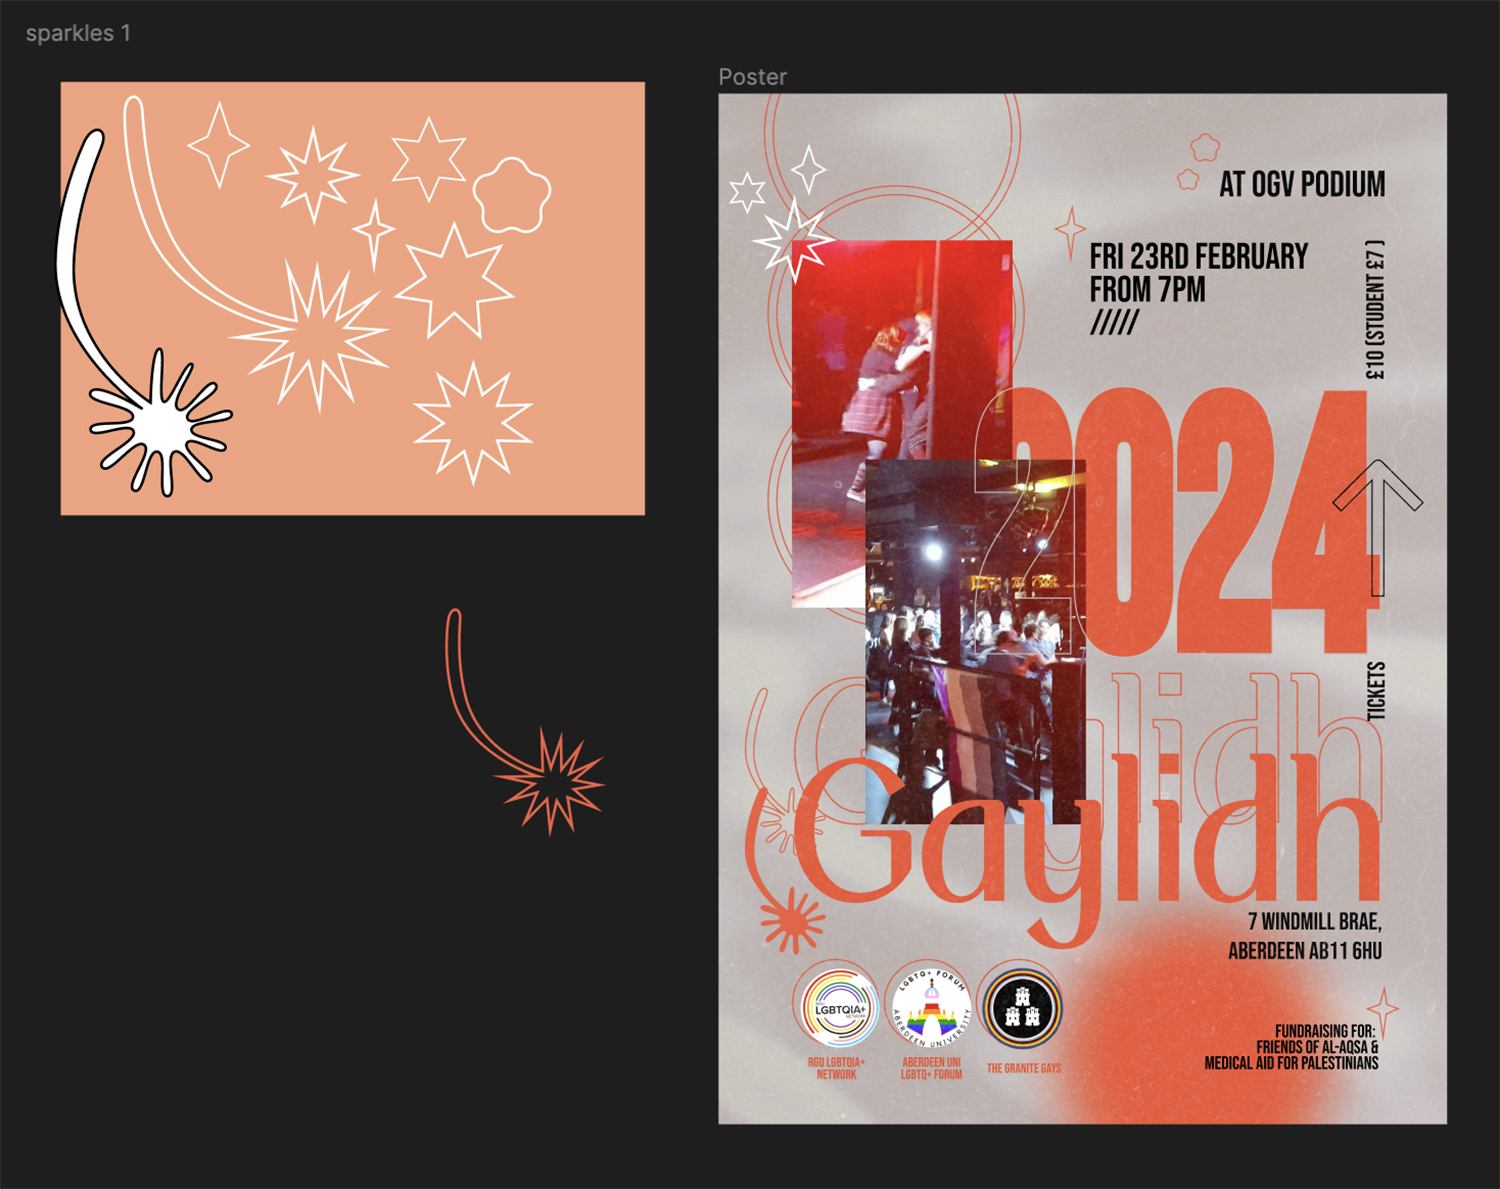 sparkles 1
Poster
AT OGV PODIUM
FRI 23RD FEBRUARY
FROM 7PM
/////
£10 (STUDENT £7)
2024
TICKETS
Gaylidh
Gaylidh
7 WINDMILL BRAE,
ABERDEEN AB11 6HU
LGBTQIA+
NETWORK
LGBTQ+ FORUM
ABERDEEN UNIVERSITY
RGU LGBTQIA+
NETWORK
ABERDEEN UNI
LGBTQ+ FORUM
THE GRANITE GAYS
FUNDRAISING FOR:
FRIENDS OF AL-AQSA &
MEDICAL AID FOR PALESTINIANS